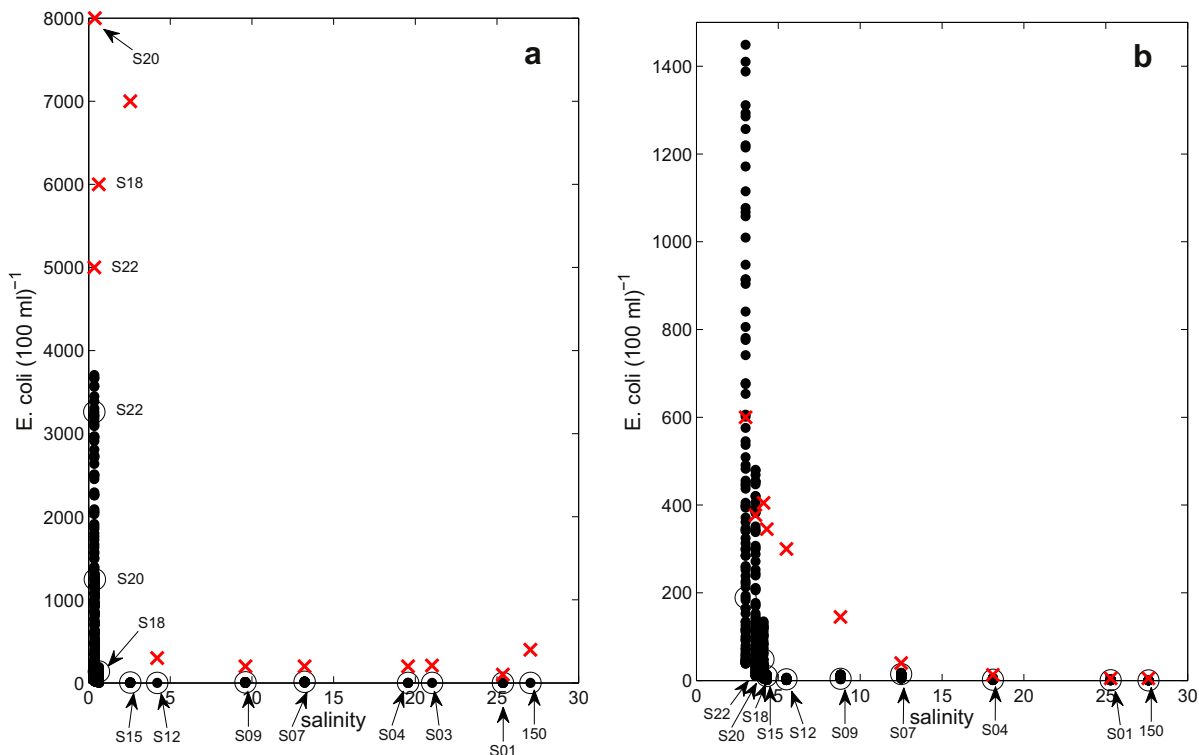 a
8000
7000
6000
5000
4000
3000
2000
1000
0
E. coli (100 ml)⁻¹
0
5
10
15
20
25
30
salinity
S20
S18
S22
S22
S20
S18
S15
S12
S09
S07
S04
S03
S01
150
b
1400
1200
1000
800
600
400
200
0
E. coli (100 ml)⁻¹
0
5
10
15
20
25
30
salinity
S22
S20
S18
S15
S12
S09
S07
S04
S01
150